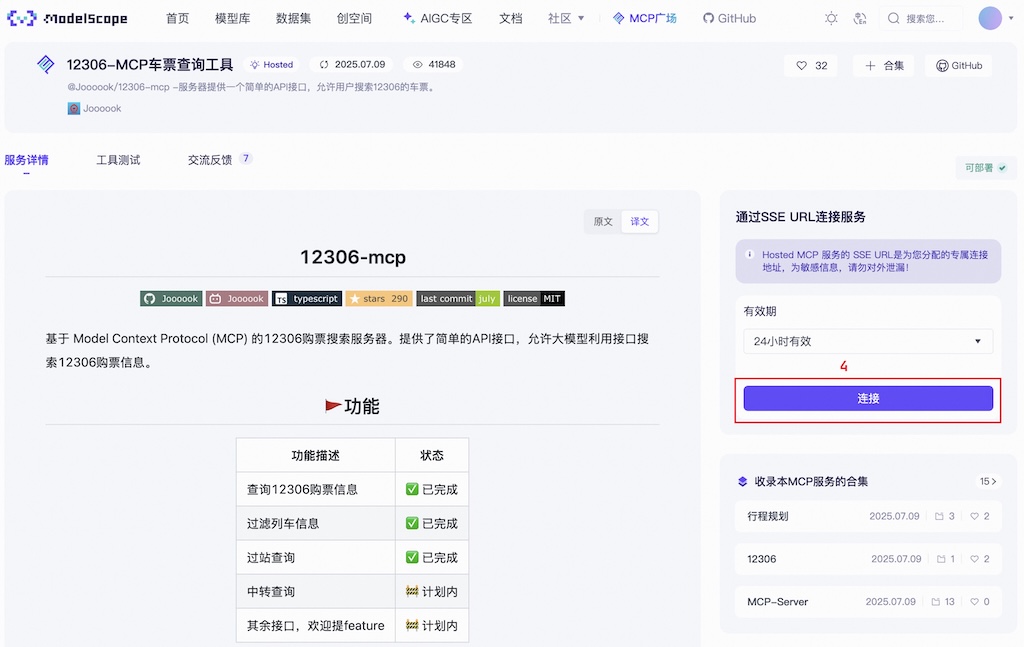 ModelScope 首页 模型库 数据集 创空间 AIGC专区 文档 社区 MCP广场 GitHub 搜索您...
12306-MCP车票查询工具 Hosted 2025.07.09 41848 32 合集 GitHub
@Joooook/12306-mcp -服务器提供一个简单的API接口，允许用户搜索12306的车票。
Joooook
服务详情 工具测试 交流反馈 7
可部署
原文 译文
12306-mcp
Joooook Joooook TS typescript stars 290 last commit july license MIT
基于 Model Context Protocol (MCP) 的12306购票搜索服务器。提供了简单的API接口，允许大模型利用接口搜
索12306购票信息。
功能
功能描述 状态
查询12306购票信息 已完成
过滤列车信息 已完成
过站查询 已完成
中转查询 计划内
其余接口，欢迎提feature 计划内
通过SSE URL连接服务
Hosted MCP 服务的 SSE URL是为您分配的专属连接
地址，为敏感信息，请勿对外泄漏！
有效期
24小时有效
4
连接
收录本MCP服务的合集 15
行程规划 2025.07.09 3 2
12306 2025.07.09 1 2
MCP-Server 2025.07.09 13 0